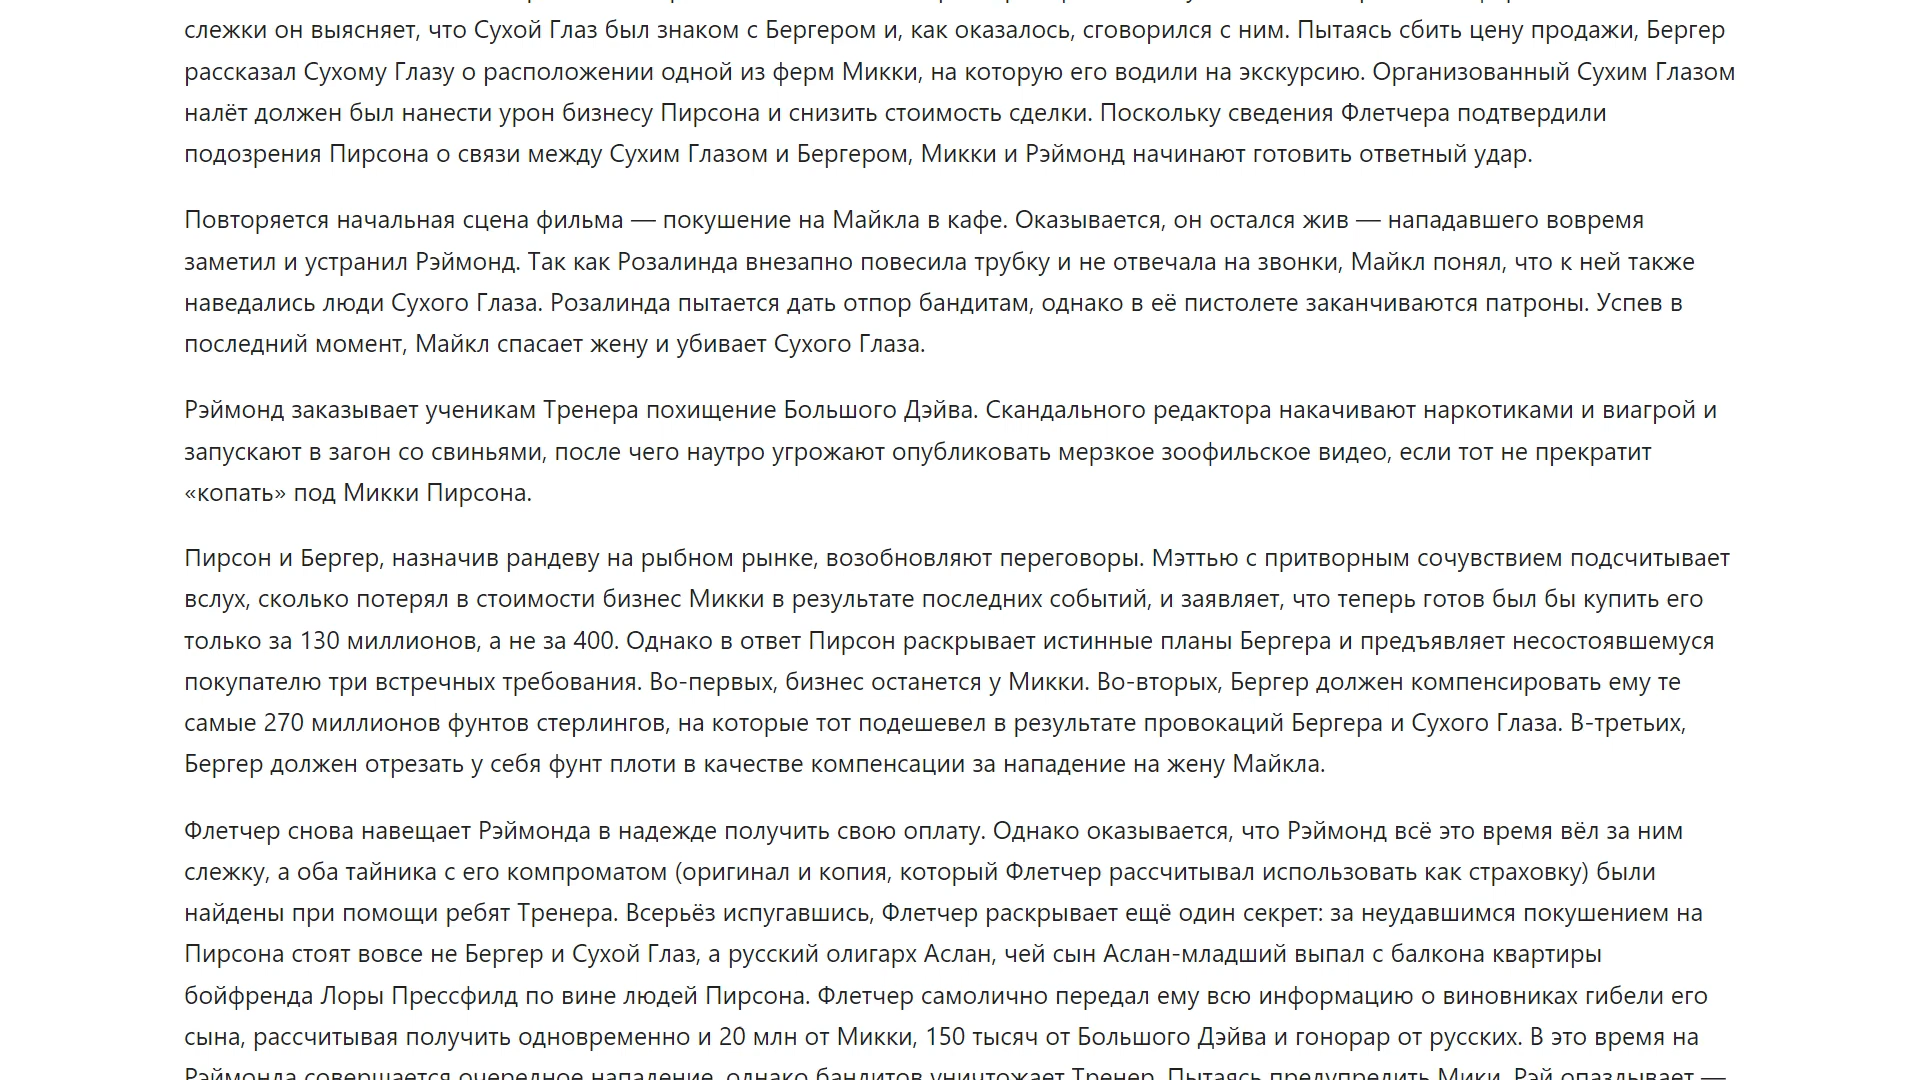 слежки он выясняет, что Сухой Глаз был знаком с Бергером и, как оказалось, сговорился с ним. Пытаясь сбить цену продажи, Бергер
рассказал Сухому Глазу о расположении одной из ферм Микки, на которую его водили на экскурсию. Организованный Сухим Глазом
налёт должен был нанести урон бизнесу Пирсона и снизить стоимость сделки. Поскольку сведения Флетчера подтвердили
подозрения Пирсона о связи между Сухим Глазом и Бергером, Микки и Рэймонд начинают готовить ответный удар.
Повторяется начальная сцена фильма — покушение на Майкла в кафе. Оказывается, он остался жив — нападавшего вовремя
заметил и устранил Рэймонд. Так как Розалинда внезапно повесила трубку и не отвечала на звонки, Майкл понял, что к ней также
наведались люди Сухого Глаза. Розалинда пытается дать отпор бандитам, однако в её пистолете заканчиваются патроны. Успев в
последний момент, Майкл спасает жену и убивает Сухого Глаза.
Рэймонд заказывает ученикам Тренера похищение Большого Дэйва. Скандального редактора накачивают наркотиками и виагрой и
запускают в загон со свиньями, после чего наутро угрожают опубликовать мерзкое зоофильское видео, если тот не прекратит
«копать» под Микки Пирсона.
Пирсон и Бергер, назначив рандеву на рыбном рынке, возобновляют переговоры. Мэттью с притворным сочувствием подсчитывает
вслух, сколько потерял в стоимости бизнес Микки в результате последних событий, и заявляет, что теперь готов был бы купить его
только за 130 миллионов, а не за 400. Однако в ответ Пирсон раскрывает истинные планы Бергера и предъявляет несостоявшемуся
покупателю три встречных требования. Во-первых, бизнес останется у Микки. Во-вторых, Бергер должен компенсировать ему те
самые 270 миллионов фунтов стерлингов, на которые тот подешевел в результате провокаций Бергера и Сухого Глаза. В-третьих,
Бергер должен отрезать у себя фунт плоти в качестве компенсации за нападение на жену Майкла.
Флетчер снова навещает Рэймонда в надежде получить свою оплату. Однако оказывается, что Рэймонд всё это время вёл за ним
слежку, а оба тайника с его компроматом (оригинал и копия, который Флетчер рассчитывал использовать как страховку) были
найдены при помощи ребят Тренера. Всерьёз испугавшись, Флетчер раскрывает ещё один секрет: за неудавшимся покушением на
Пирсона стоят вовсе не Бергер и Сухой Глаз, а русский олигарх Аслан, чей сын Аслан-младший выпал с балкона квартиры
бойфренда Лоры Прессфилд по вине людей Пирсона. Флетчер самолично передал ему всю информацию о виновниках гибели его
сына, рассчитывая получить одновременно и 20 млн от Микки, 150 тысяч от Большого Дэйва и гонорар от русских. В это время на
Рэймонда совершается очередное нападение, однако бандитов уничтожает Тренер. Пытаясь предупредить Мики, Рэй опаздывает —